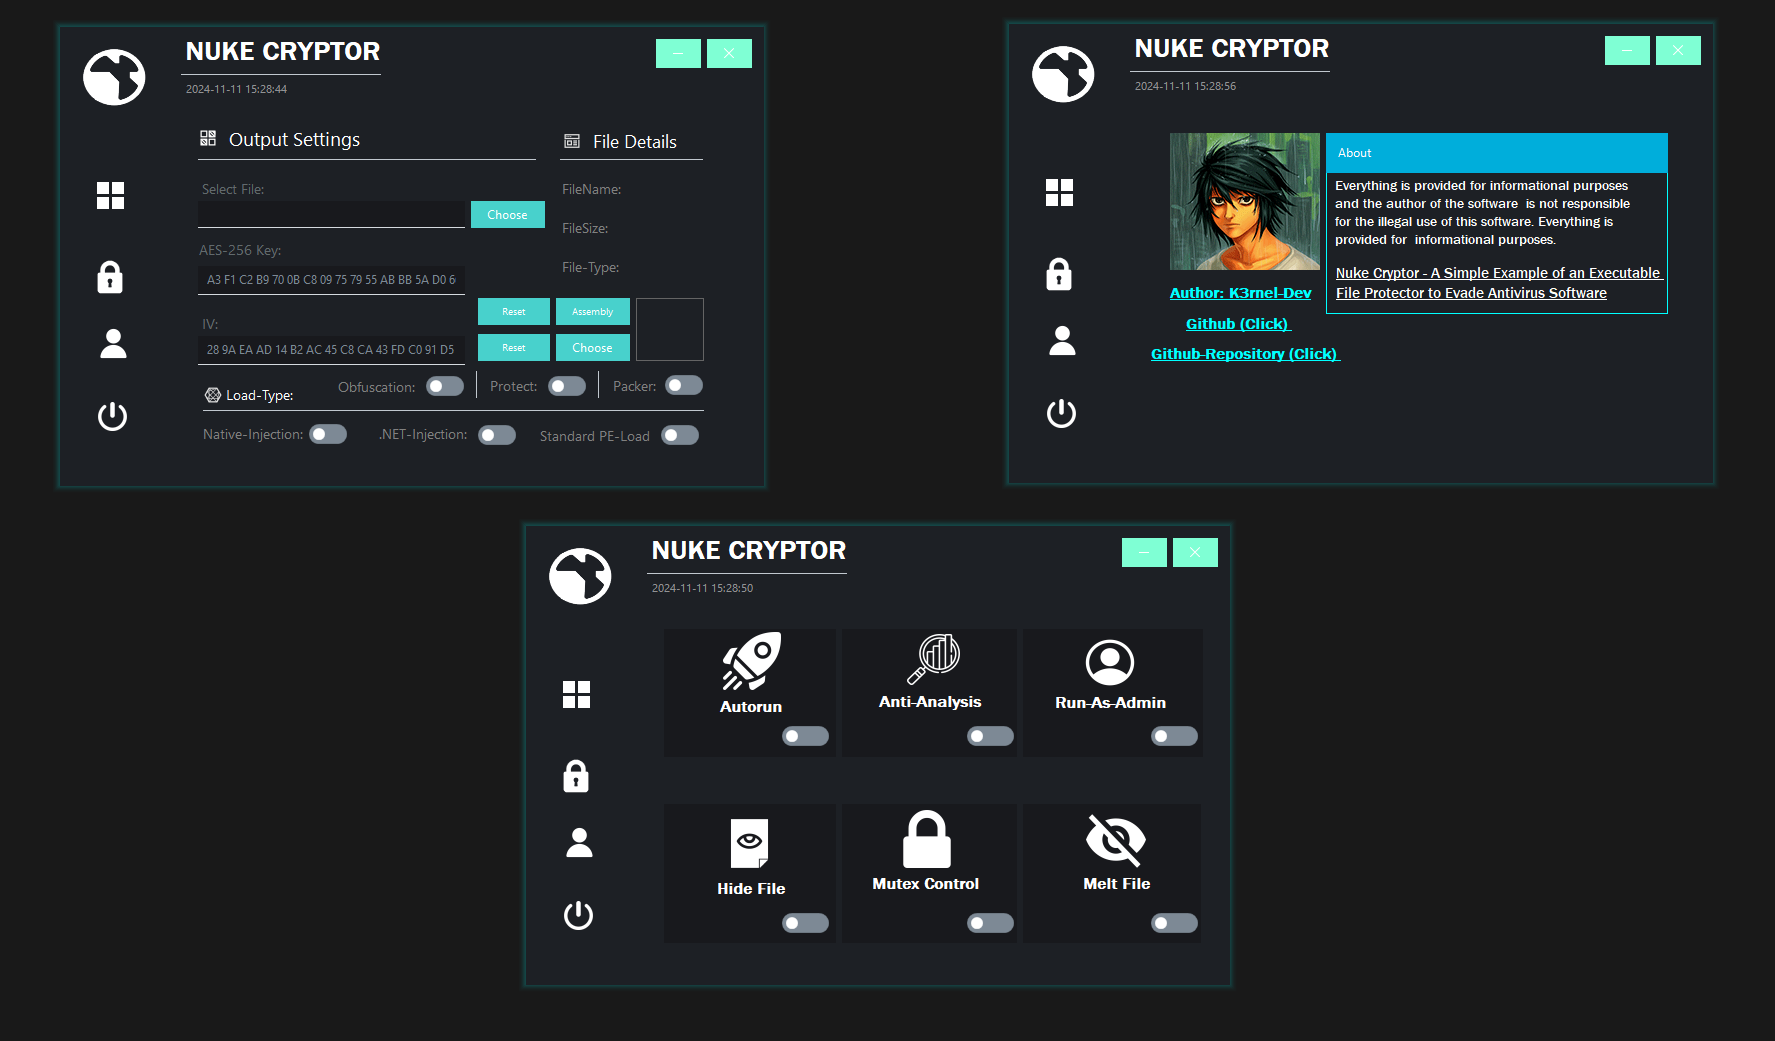 NUKE CRYPTOR
2024-11-11 15:28:44
Output Settings
File Details
Select File:
Choose
FileName:
FileSize:
File-Type:
AES-256 Key:
A3 F1 C2 B9 70 0B C8 09 75 79 55 AB BB 5A D0 6
Reset
Assembly
IV:
28 9A EA AD 14 B2 AC 45 C8 CA 43 FD C0 91 D5
Reset
Choose
Load-Type:
Obfuscation:
Protect:
Packer:
Native-Injection:
.NET-Injection:
Standard PE-Load
NUKE CRYPTOR
2024-11-11 15:28:56
About
Everything is provided for informational purposes
and the author of the software is not responsible
for the illegal use of this software. Everything is
provided for informational purposes.
Nuke Cryptor - A Simple Example of an Executable
File Protector to Evade Antivirus Software
Author: K3rnel-Dev
Github (Click)
Github-Repository (Click)
NUKE CRYPTOR
2024-11-11 15:28:50
Autorun
Anti-Analysis
Run-As-Admin
Hide File
Mutex Control
Melt File